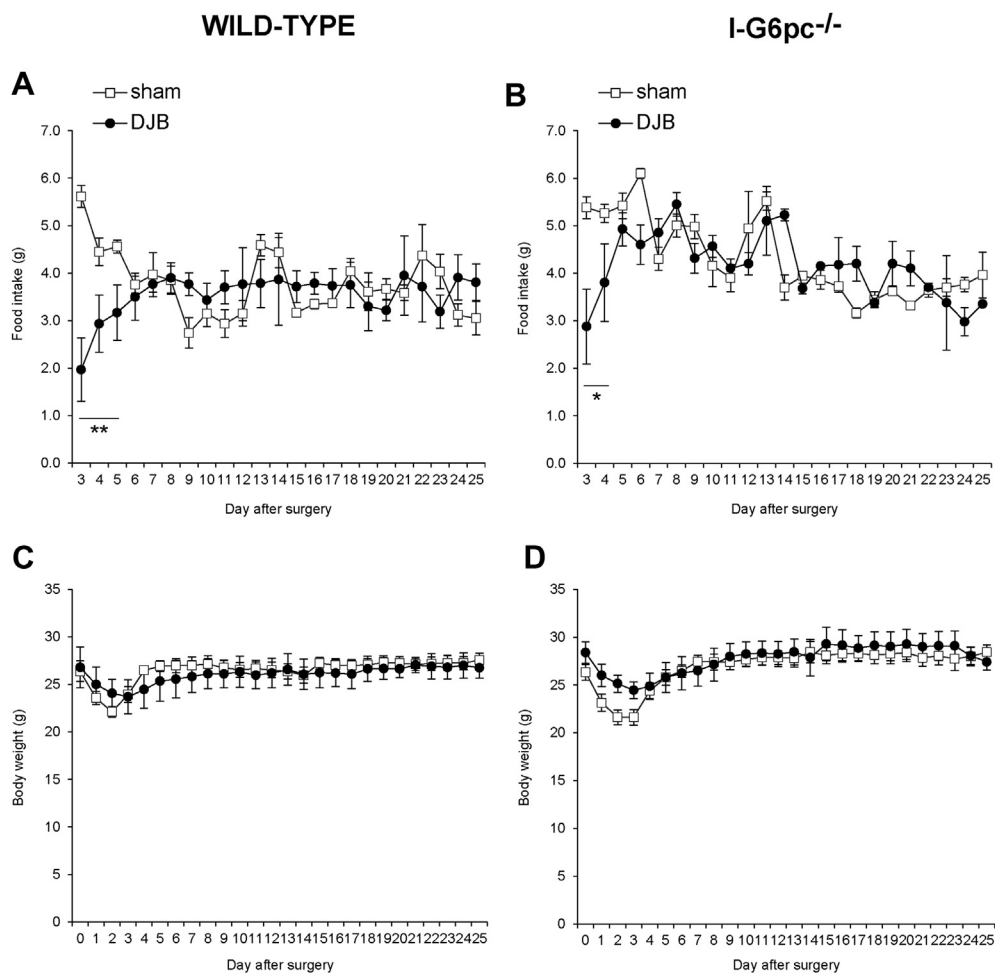 WILD-TYPE
I-G6pc-/-
A
sham
DJB
7.0
6.0
5.0
4.0
3.0
2.0
1.0
0.0
Food intake (g)
**
3 4 5 6 7 8 9 10 11 12 13 14 15 16 17 18 19 20 21 22 23 24 25
Day after surgery
B
sham
DJB
7.0
6.0
5.0
4.0
3.0
2.0
1.0
0.0
Food intake (g)
*
3 4 5 6 7 8 9 10 11 12 13 14 15 16 17 18 19 20 21 22 23 24 25
Day after surgery
C
35
30
25
20
15
10
5
0
Body weight (g)
0 1 2 3 4 5 6 7 8 9 10 11 12 13 14 15 16 17 18 19 20 21 22 23 24 25
Day after surgery
D
35
30
25
20
15
10
5
0
Body weight (g)
0 1 2 3 4 5 6 7 8 9 10 11 12 13 14 15 16 17 18 19 20 21 22 23 24 25
Day after surgery